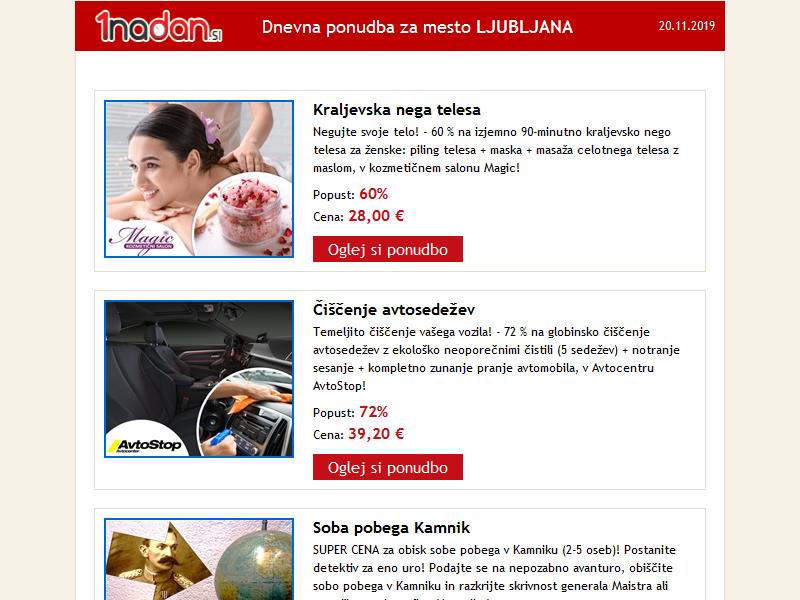 1nadan.si
Dnevna ponudba za mesto LJUBLJANA
20.11.2019
Kraljevska nega telesa
Negujte svoje telo! - 60 % na izjemno 90-minutno kraljevsko nego
telesa za ženske: piling telesa + maska + masaža celotnega telesa z
maslom, v kozmetičnem salonu Magic!
Popust: 60%
Cena: 28,00 €
Oglej si ponudbo
Magic
KOZMETIČNI SALON
Čiščenje avtosedežev
Temeljito čiščenje vašega vozila! - 72 % na globinsko čiščenje
avtosedežev z ekološko neoporečnimi čistili (5 sedežev) + notranje
sesanje + kompletno zunanje pranje avtomobila, v Avtocentru
AvtoStop!
Popust: 72%
Cena: 39,20 €
Oglej si ponudbo
AvtoStop
Avtocenter
Soba pobega Kamnik
SUPER CENA za obisk sobe pobega v Kamniku (2-5 oseb)! Postanite
detektiv za eno uro! Podajte se na nepozabno avanturo, obiščite
sobo pobega v Kamniku in razkrijte skrivnost generala Maistra ali